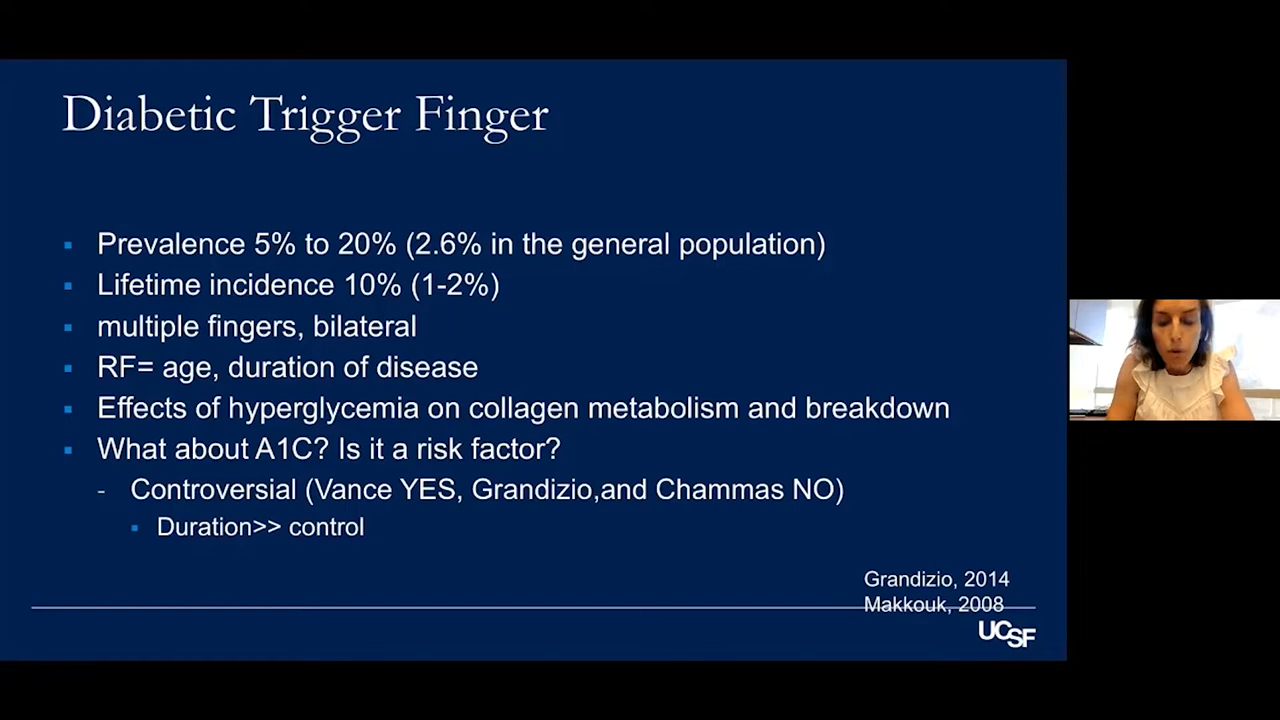 Diabetic Trigger Finger
▪ Prevalence 5% to 20% (2.6% in the general population)
▪ Lifetime incidence 10% (1-2%)
▪ multiple fingers, bilateral
▪ RF= age, duration of disease
▪ Effects of hyperglycemia on collagen metabolism and breakdown
▪ What about A1C? Is it a risk factor?
- Controversial (Vance YES, Grandizio,and Chammas NO)
▪ Duration>> control
Grandizio, 2014
Makkouk, 2008
UCSF